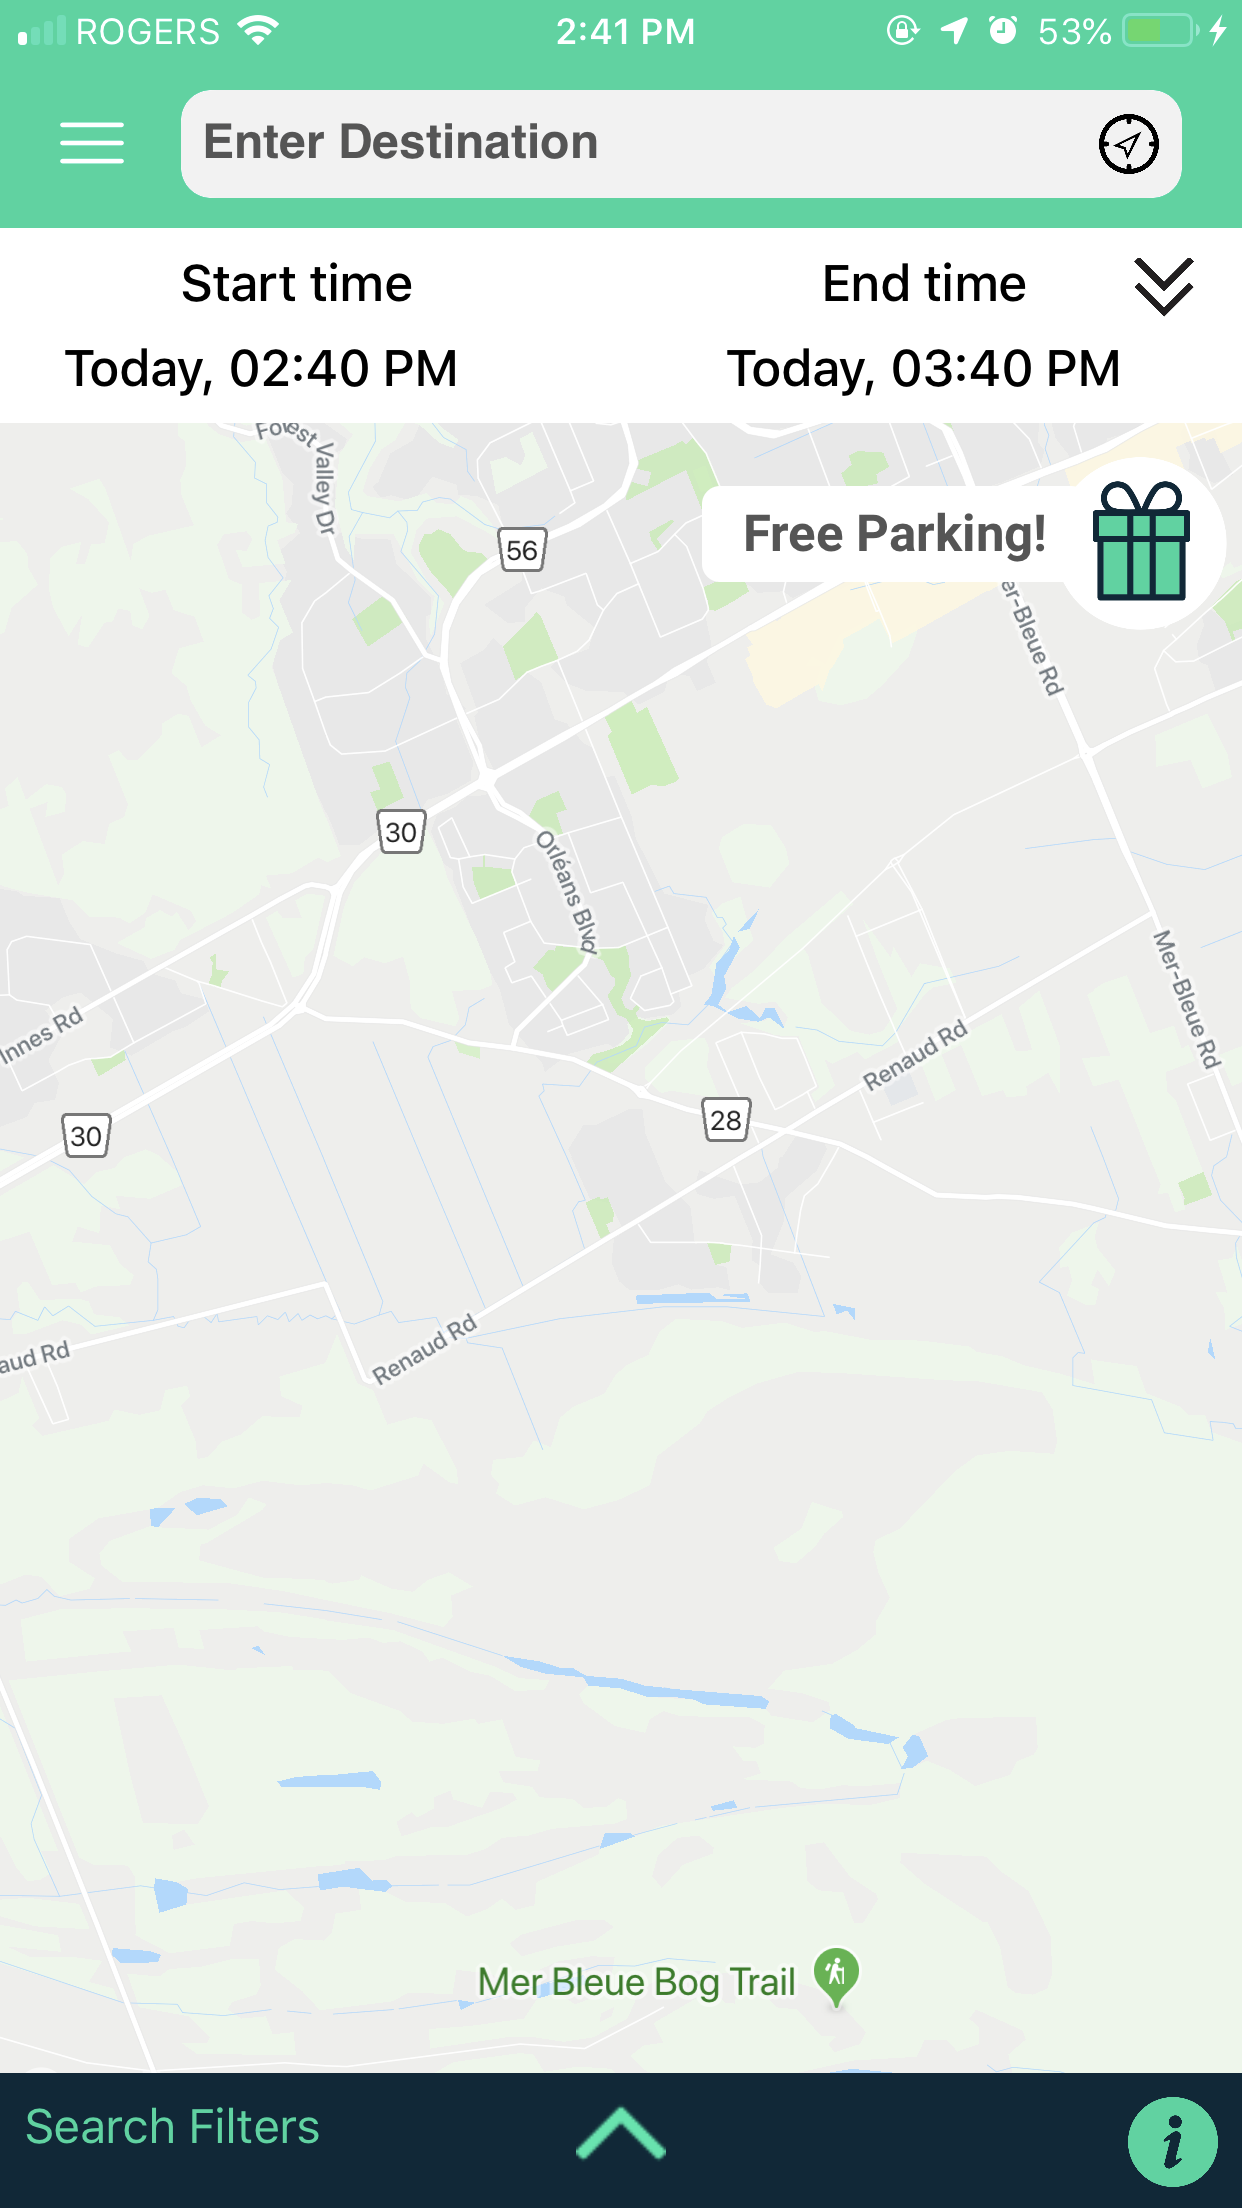 ROGERS 2:41 PM 53%
Enter Destination
Start time End time
Today, 02:40 PM Today, 03:40 PM
Forest Valley Dr
56
Free Parking!
er-Bleue Rd
30
Orléans Blvd
Mer-Bleue Rd
Innes Rd
Renaud Rd
28
30
Renaud Rd
aud Rd
Mer Bleue Bog Trail
Search Filters
i